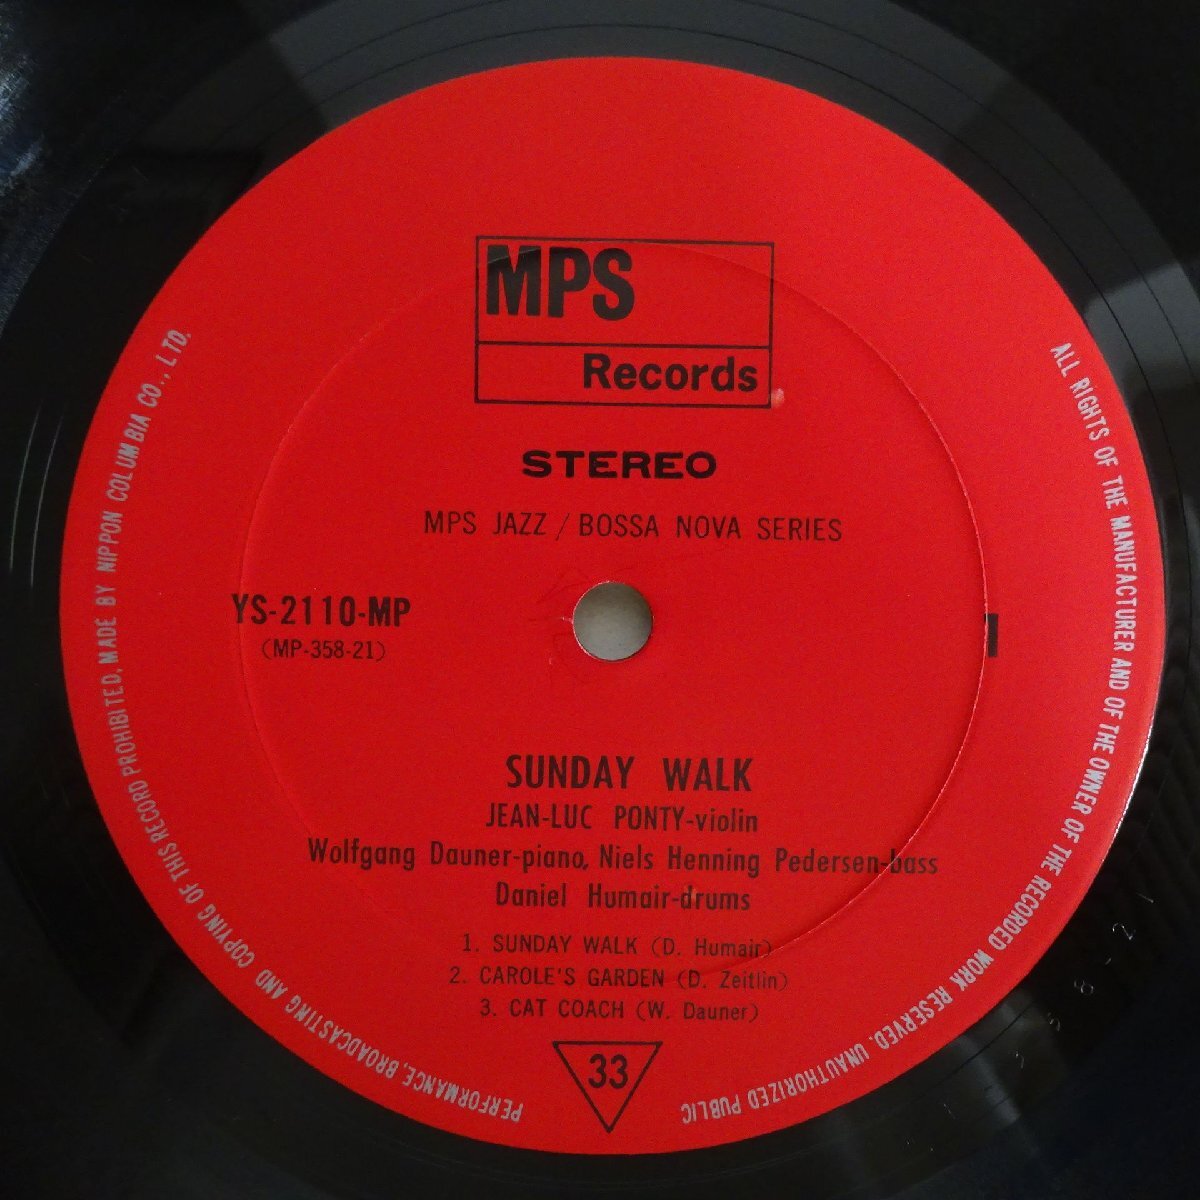 MPS
Records
STEREO
MPS JAZZ / BOSSA NOVA SERIES
YS-2110-MP
(MP-358-21)
I
SUNDAY WALK
JEAN-LUC PONTY-violin
Wolfgang Dauner-piano, Niels Henning Pedersen-bass
Daniel Humair-drums
1. SUNDAY WALK (D. Humair)
2. CAROLE'S GARDEN (D. Zeitlin)
3. CAT COACH (W. Dauner)
33
ALL RIGHTS OF THE MANUFACTURER AND OF THE OWNER OF THE RECORDED WORK RESERVED. UNAUTHORIZED PUBLIC PERFORMANCE, BROADCASTING AND COPYING OF THIS RECORD PROHIBITED, MADE BY NIPPON COLUMBIA CO., LTD.